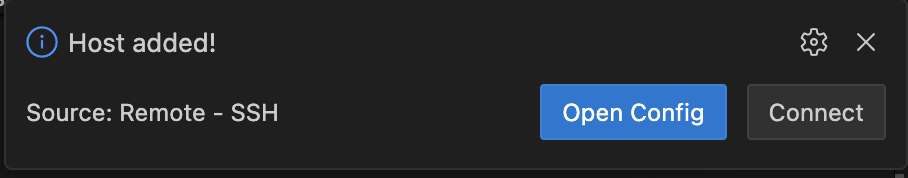 Host added!
Source: Remote - SSH
Open Config
Connect